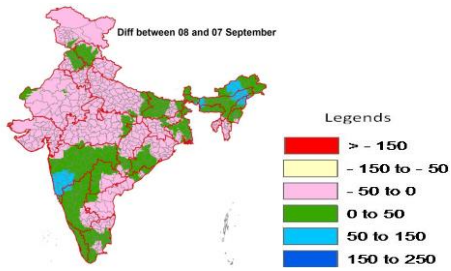 Diff between 08 and 07 September
Legends
> - 150
- 150 to - 50
- 50 to 0
0 to 50
50 to 150
150 to 250